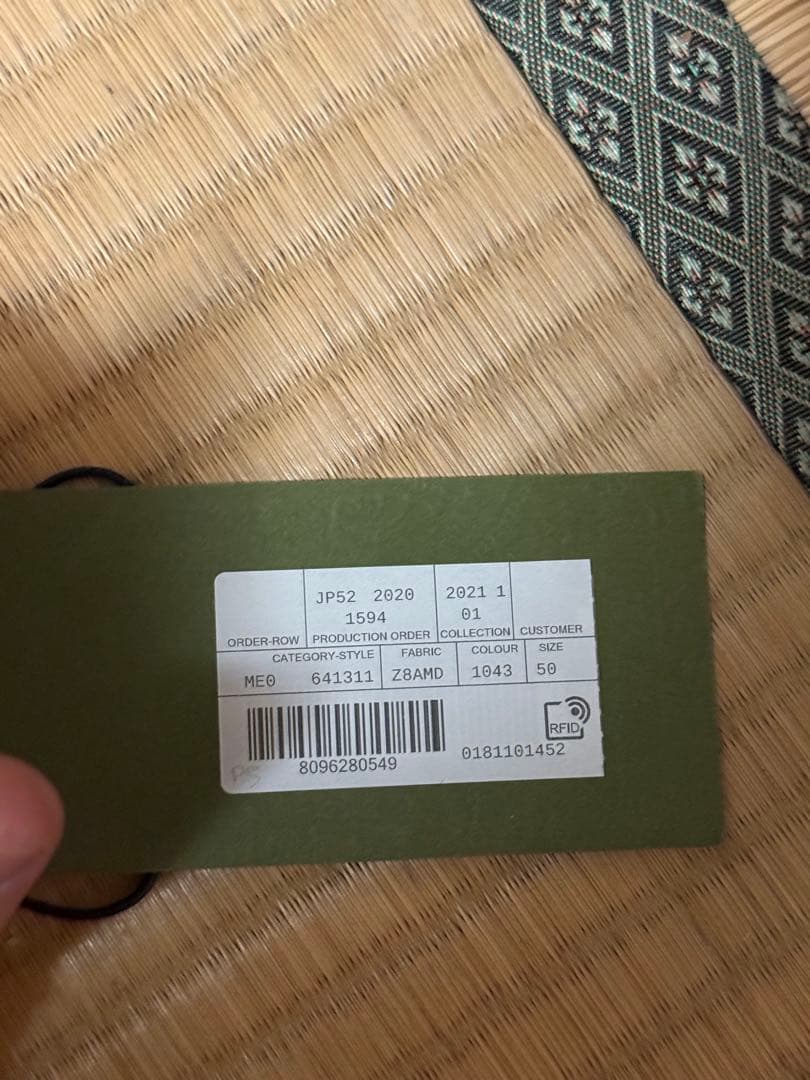 JP52 2020 2021 1
1594 01
ORDER-ROW PRODUCTION ORDER COLLECTION CUSTOMER
CATEGORY-STYLE FABRIC COLOUR SIZE
ME0 641311 Z8AMD 1043 50
RFID
8096280549 0181101452